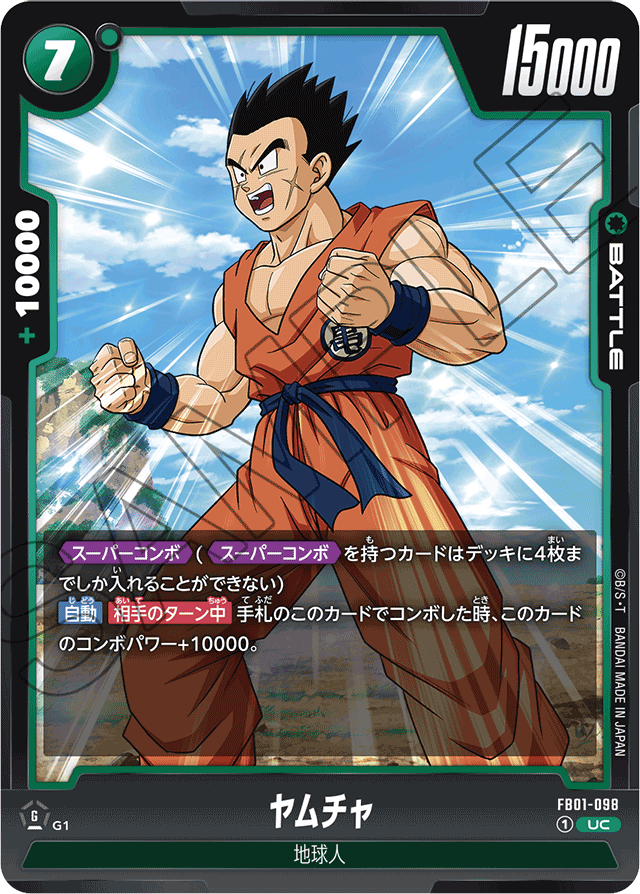 7
15000
+10000
BATTLE
亀
SAMPLE
スーパーコンボ ( スーパーコンボ を持つカードはデッキに4枚ま
でしか入れることができない)
自動 相手のターン中 手札のこのカードでコンボした時、このカード
のコンボパワー+10000。
©B/S・T BANDAI MADE IN JAPAN
ヤムチャ
FB01-098
G G1
1 UC
地球人